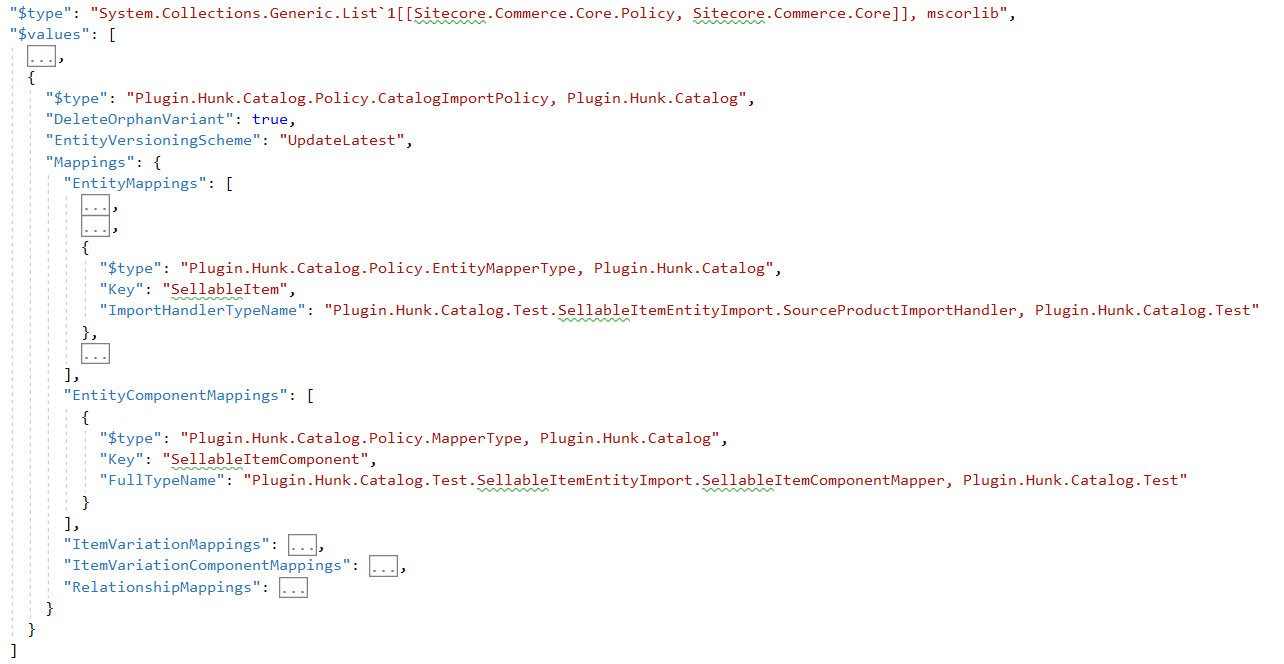 "$type": "System.Collections.Generic.List`1[[Sitecore.Commerce.Core.Policy, Sitecore.Commerce.Core]], mscorlib",
"$values": [
...,
{
"$type": "Plugin.Hunk.Catalog.Policy.CatalogImportPolicy, Plugin.Hunk.Catalog",
"DeleteOrphanVariant": true,
"EntityVersioningScheme": "UpdateLatest",
"Mappings": {
"EntityMappings": [
...,
...,
{
"$type": "Plugin.Hunk.Catalog.Policy.EntityMapperType, Plugin.Hunk.Catalog",
"Key": "SellableItem",
"ImportHandlerTypeName": "Plugin.Hunk.Catalog.Test.SellableItemEntityImport.SourceProductImportHandler, Plugin.Hunk.Catalog.Test"
},
...
],
"EntityComponentMappings": [
{
"$type": "Plugin.Hunk.Catalog.Policy.MapperType, Plugin.Hunk.Catalog",
"Key": "SellableItemComponent",
"FullTypeName": "Plugin.Hunk.Catalog.Test.SellableItemEntityImport.SellableItemComponentMapper, Plugin.Hunk.Catalog.Test"
}
],
"ItemVariationMappings": ...,
"ItemVariationComponentMappings": ...,
"RelationshipMappings": ...
}
}
]